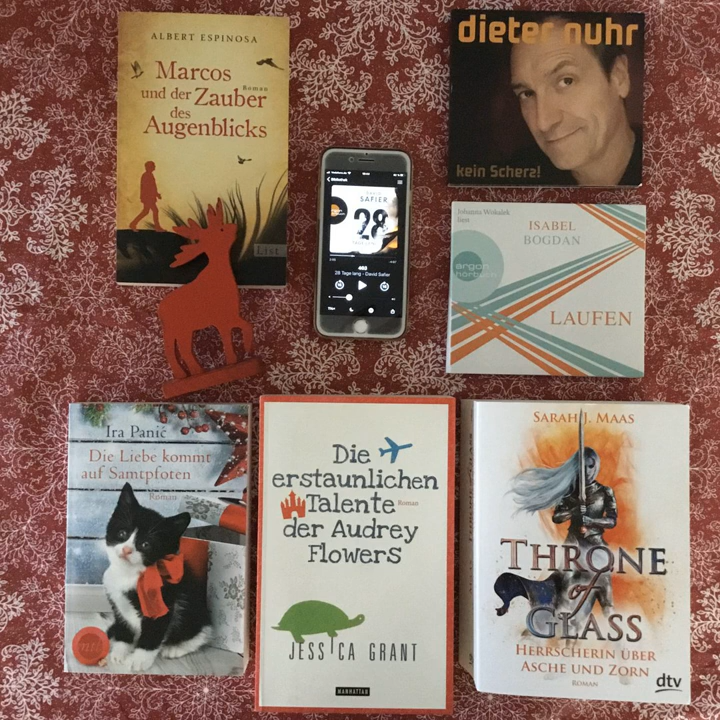 ALBERT ESPINOSA
Marcos
Roman
und der Zauber
des
Augenblicks
List
Bibliothek
SAFIER
28
403
28 Tage lang - David Safier
dieter nuhr
kein Scherz!
Johanna Wokalek
liest
ISABEL
BOGDAN
argon
hörbuch
LAUFEN
Ira Panić
Die Liebe kommt
auf Samtpfoten
Roman
Die
erstaunlichen
Talente
Roman
der Audrey
Flowers
JESSICA GRANT
MANHATTAN
SARAH J. MAAS
THRONE
of
GLASS
HERRSCHERIN ÜBER
ASCHE UND ZORN
ROMAN
dtv